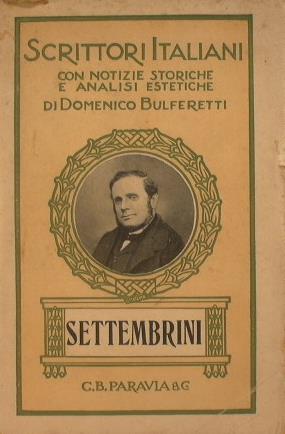 SCRITTORI ITALIANI
CON NOTIZIE STORICHE
E ANALISI ESTETICHE
DI DOMENICO BULFERETTI
SETTEMBRINI
G.B. PARAVIA & C.